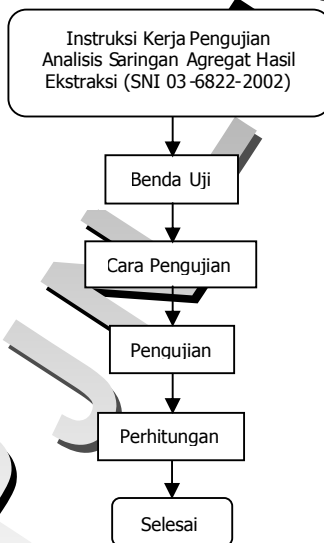 Instruksi Kerja Pengujian
Analisis Saringan Agregat Hasil
Ekstraksi (SNI 03-6822-2002)
Benda Uji
Cara Pengujian
Pengujian
Perhitungan
Selesai